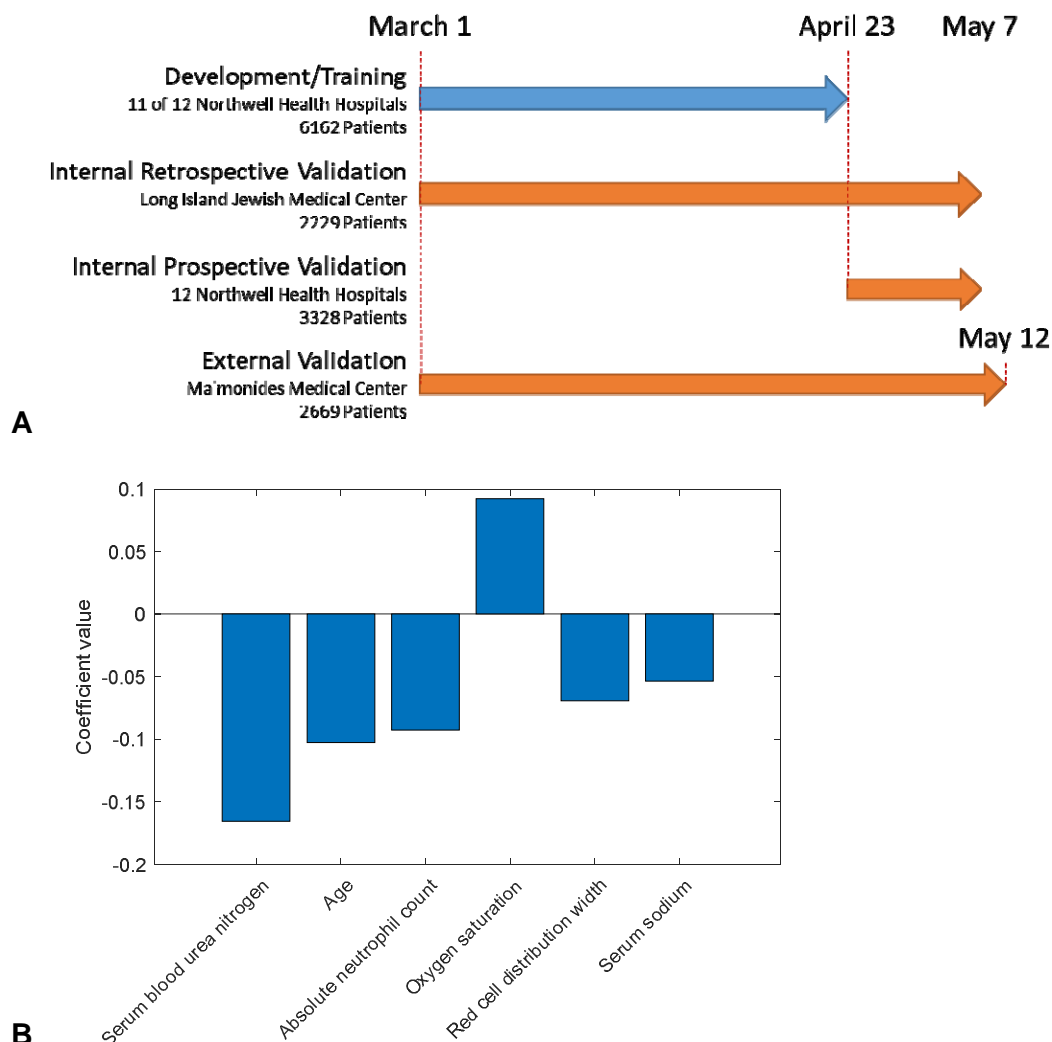 March 1
April 23
May 7
Development/Training
11 of 12 Northwell Health Hospitals
6162 Patients
Internal Retrospective Validation
Long Island Jewish Medical Center
2229 Patients
Internal Prospective Validation
12 Northwell Health Hospitals
3328 Patients
May 12
External Validation
Maimonides Medical Center
2669 Patients
A
0.1
0.05
0
-0.05
-0.1
-0.15
-0.2
Coefficient value
Serum blood urea nitrogen
Age
Absolute neutrophil count
Oxygen saturation
Red cell distribution width
Serum sodium
B